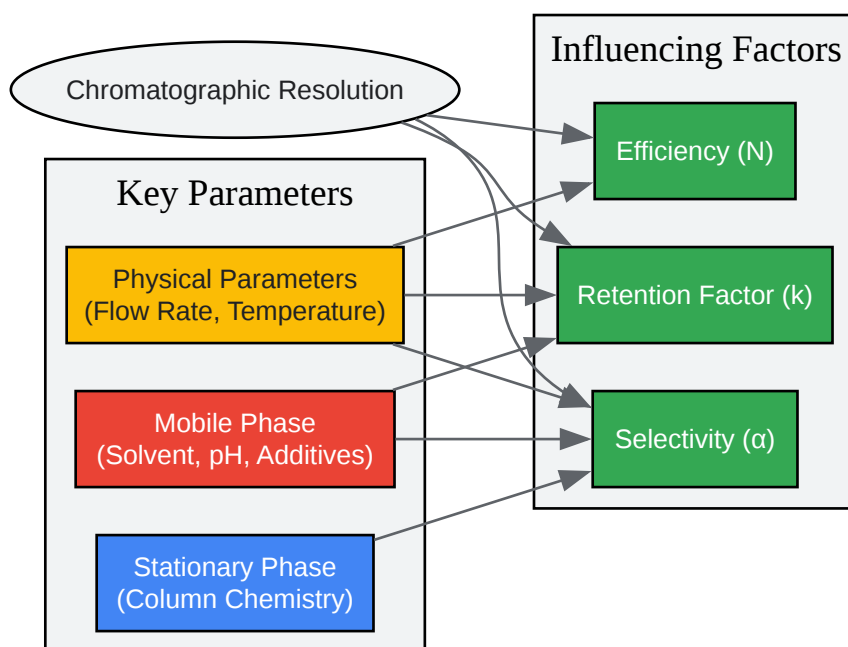 Chromatographic Resolution
Key Parameters
Physical Parameters
(Flow Rate, Temperature)
Mobile Phase
(Solvent, pH, Additives)
Stationary Phase
(Column Chemistry)
Influencing Factors
Efficiency (N)
Retention Factor (k)
Selectivity (α)